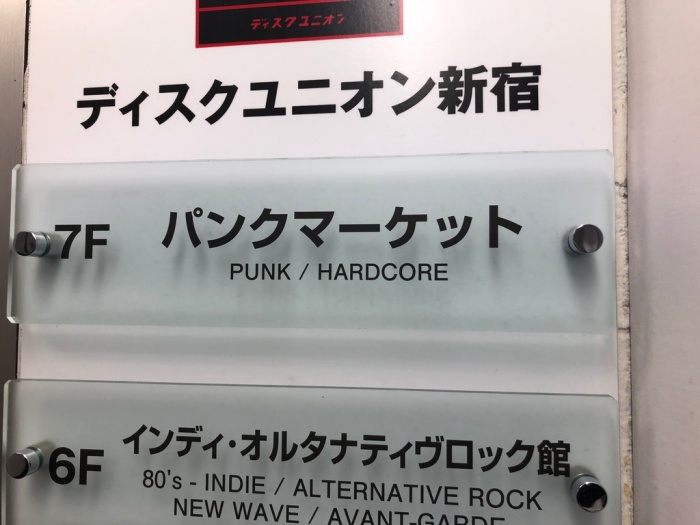 ディスクユニオン
ディスクユニオン新宿
7F パンクマーケット
PUNK / HARDCORE
6F インディ・オルタナティヴロック館
80's - INDIE / ALTERNATIVE ROCK
NEW WAVE / AVANT-GARDE